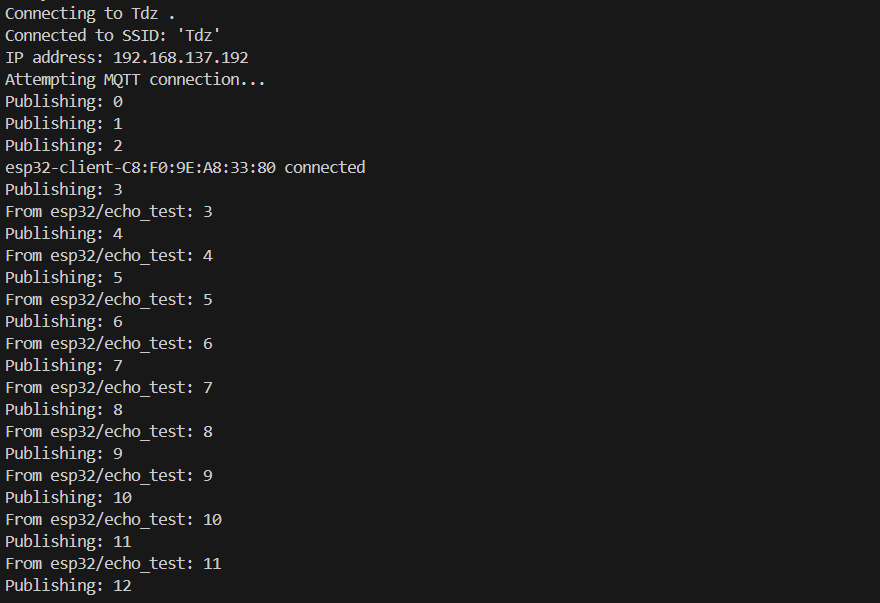 Connecting to Tdz .
Connected to SSID: 'Tdz'
IP address: 192.168.137.192
Attempting MQTT connection...
Publishing: 0
Publishing: 1
Publishing: 2
esp32-client-C8:F0:9E:A8:33:80 connected
Publishing: 3
From esp32/echo_test: 3
Publishing: 4
From esp32/echo_test: 4
Publishing: 5
From esp32/echo_test: 5
Publishing: 6
From esp32/echo_test: 6
Publishing: 7
From esp32/echo_test: 7
Publishing: 8
From esp32/echo_test: 8
Publishing: 9
From esp32/echo_test: 9
Publishing: 10
From esp32/echo_test: 10
Publishing: 11
From esp32/echo_test: 11
Publishing: 12